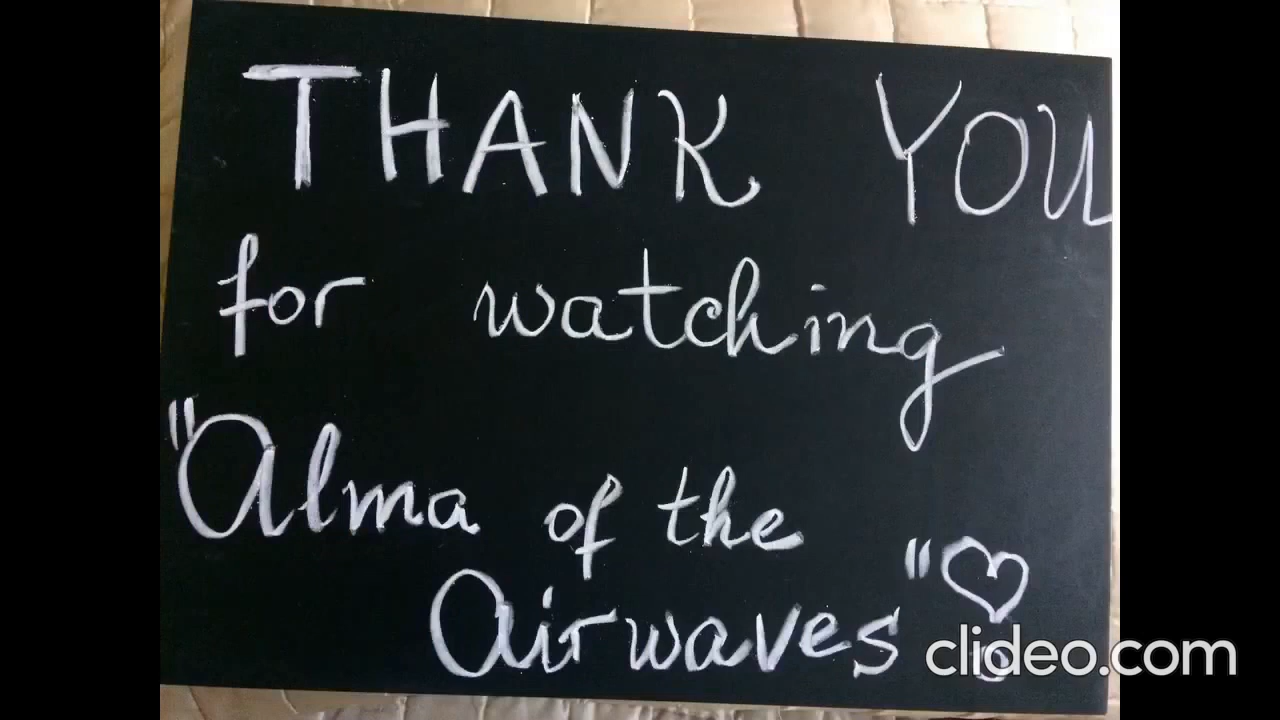 THANK YOU
for watching
"Alma of the
Airwaves" ♡
clideo.com